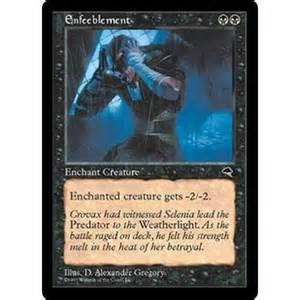 Enfeeblement
Enchant Creature
Enchanted creature gets -2/-2.
Crovax had witnessed Selenia lead the
Predator to the Weatherlight. As the
battle raged on deck, he felt his strength
melt in the heat of her betrayal.
Illus. D. Alexander Gregory